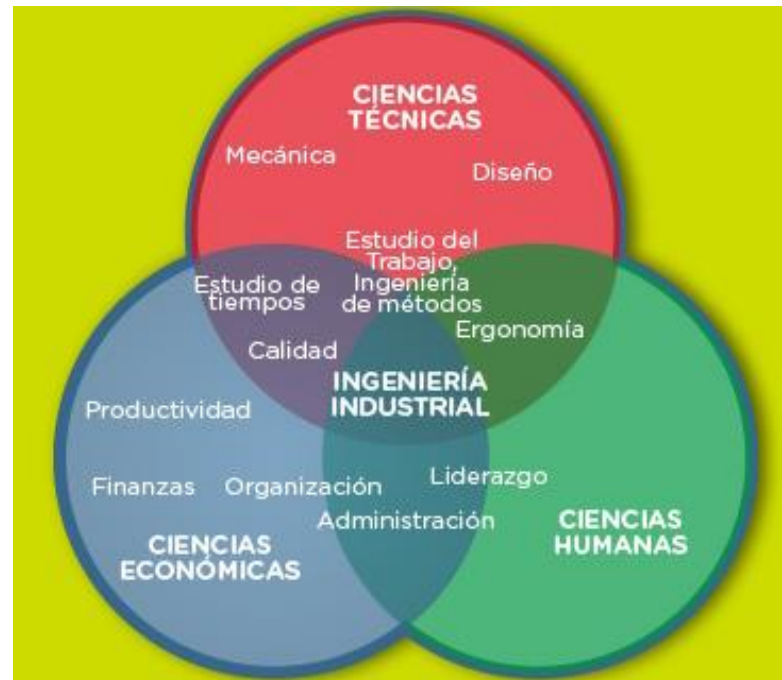 CIENCIAS
TÉCNICAS
Mecánica
Diseño
Estudio del
Trabajo,
Ingeniería
de métodos
Estudio de
tiempos
Ergonomía
Calidad
INGENIERÍA
INDUSTRIAL
Productividad
Liderazgo
Finanzas
Organización
Administración
CIENCIAS
HUMANAS
CIENCIAS
ECONÓMICAS